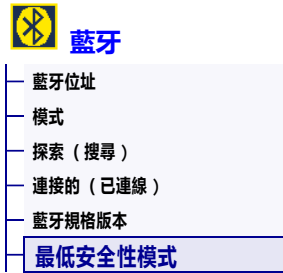 藍牙
藍牙位址
模式
探索（搜尋）
連接的（已連線）
藍牙規格版本
最低安全性模式